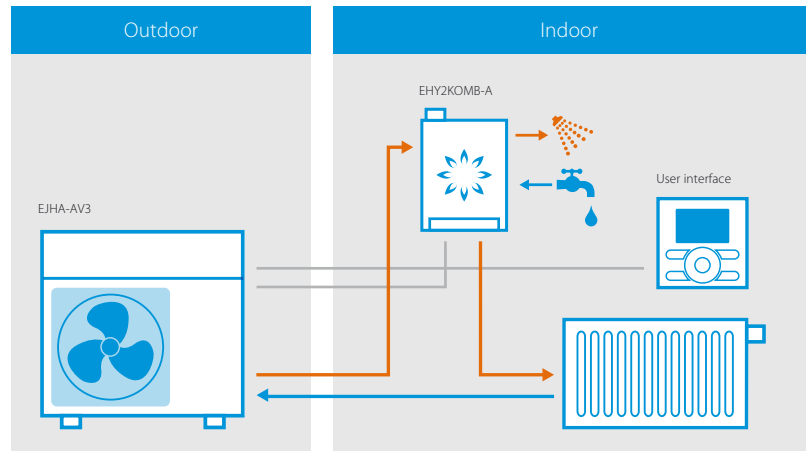 Outdoor
Indoor
EHY2KOMB-A
User interface
EJHA-AV3